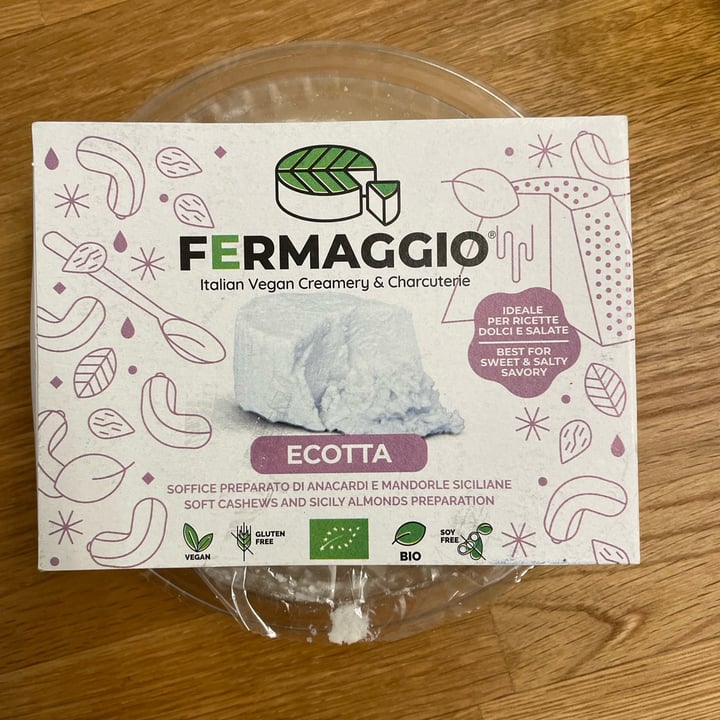 FERMAGGIO®
Italian Vegan Creamery & Charcuterie
IDEALE
PER RICETTE
DOLCI E SALATE
BEST FOR
SWEET & SALTY
SAVORY
ECOTTA
SOFFICE PREPARATO DI ANACARDI E MANDORLE SICILIANE
SOFT CASHEWS AND SICILY ALMONDS PREPARATION
VEGAN
GLUTEN
FREE
BIO
SOY
FREE